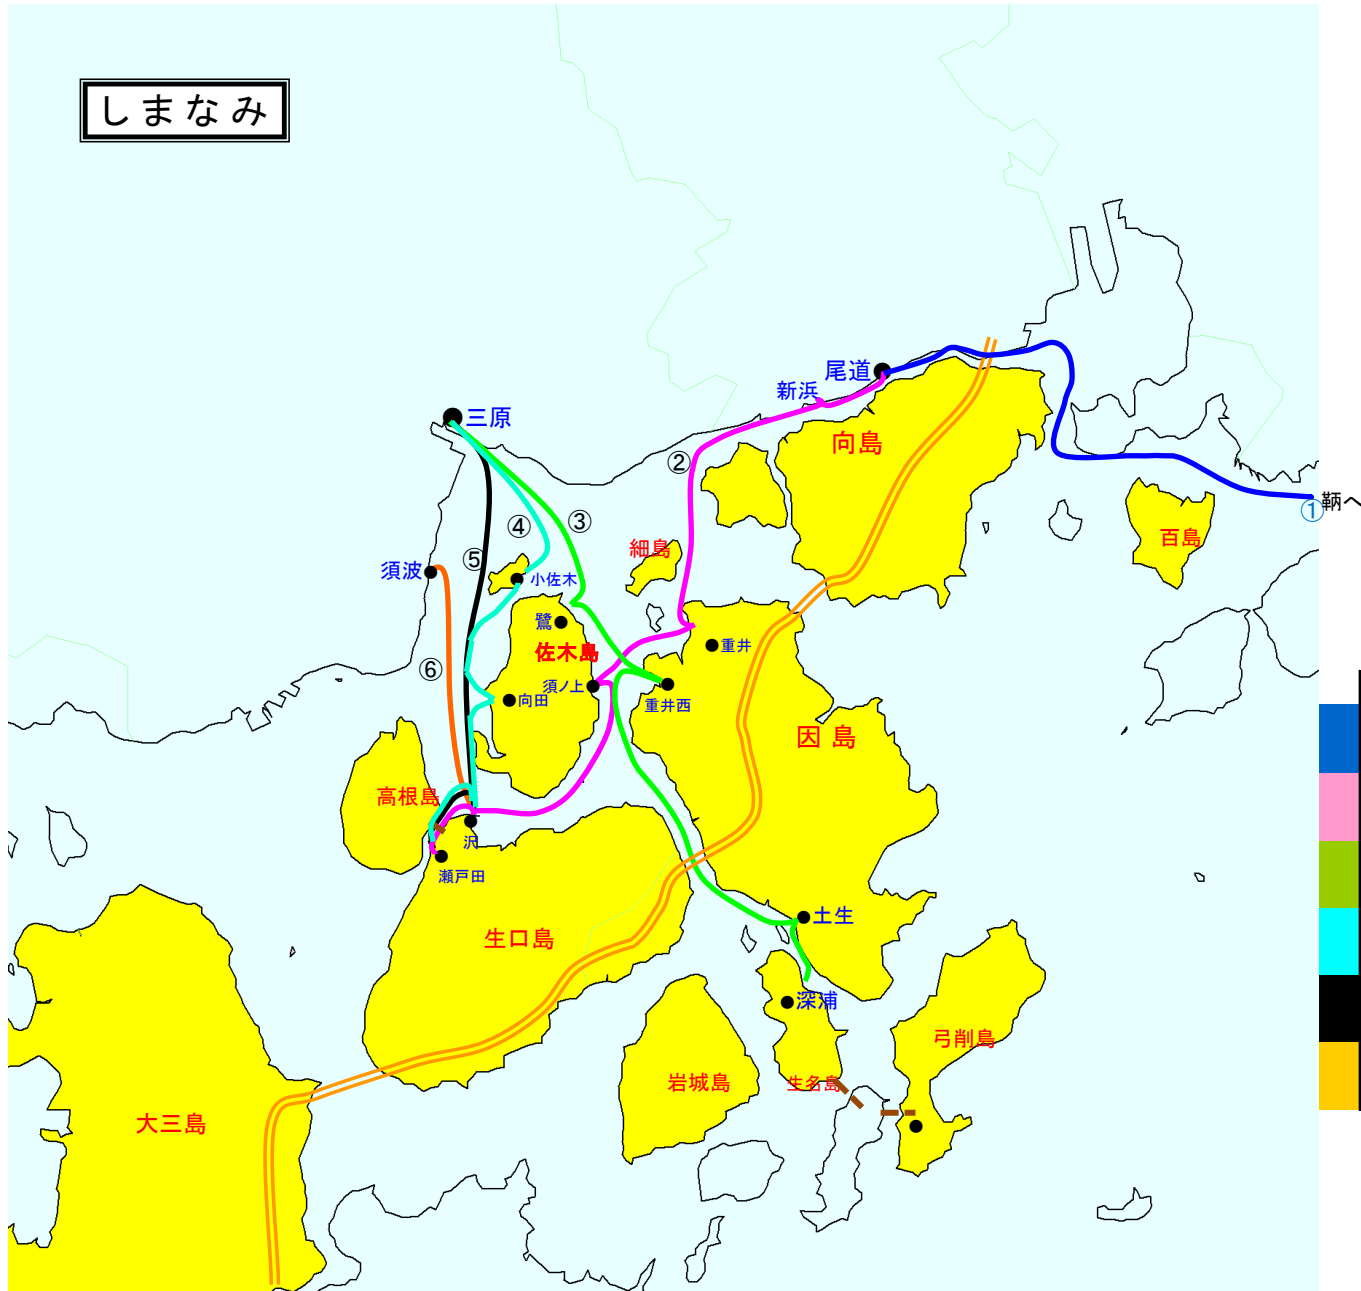 しまなみ
尾道
新浜
三原
向島
②
①
鞆へ
③
④
百島
細島
⑤
須波
小佐木
鷺
佐木島
重井
⑥
須ノ上
向田
重井西
因島
高根島
沢
瀬戸田
土生
生口島
深浦
弓削島
岩城島
生名島
大三島